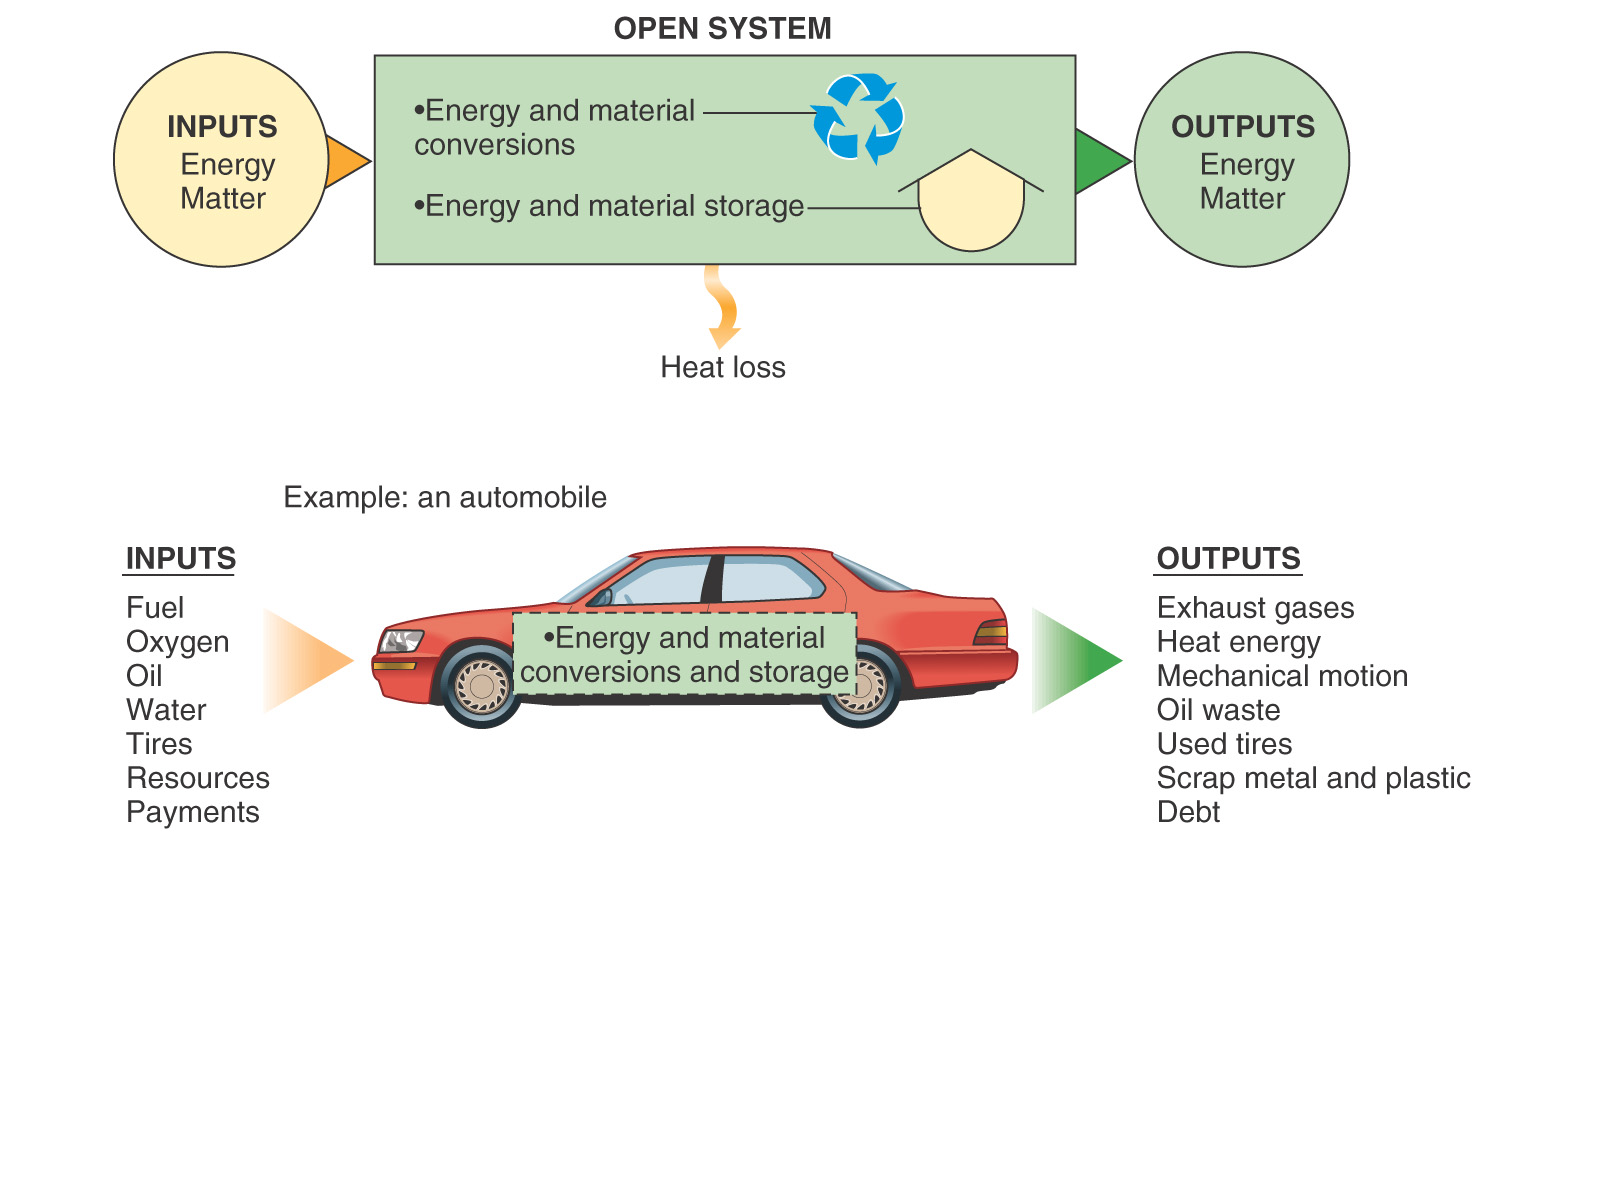 OPEN SYSTEM
INPUTS
Energy
Matter
•Energy and material
conversions
•Energy and material storage
OUTPUTS
Energy
Matter
Heat loss
Example: an automobile
INPUTS
Fuel
Oxygen
Oil
Water
Tires
Resources
Payments
•Energy and material
conversions and storage
OUTPUTS
Exhaust gases
Heat energy
Mechanical motion
Oil waste
Used tires
Scrap metal and plastic
Debt